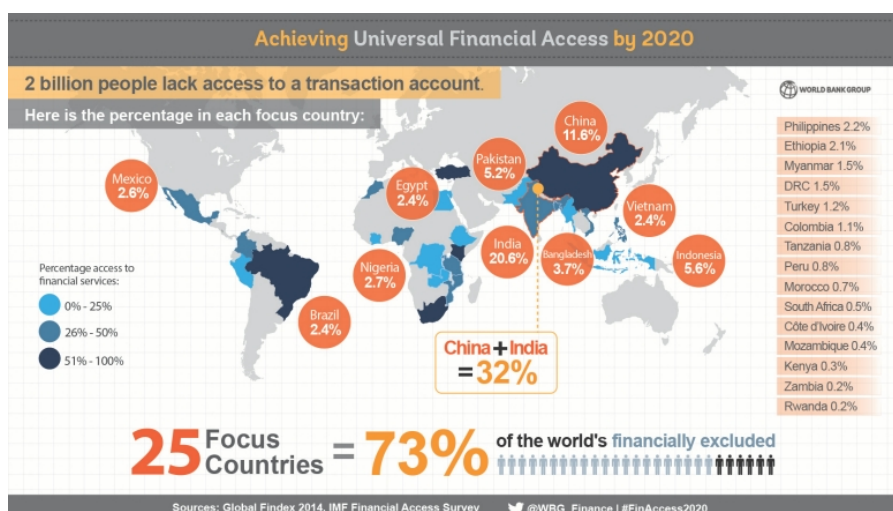 Achieving Universal Financial Access by 2020
2 billion people lack access to a transaction account.
Here is the percentage in each focus country:
WORLD BANK GROUP
China
11.6%
Pakistan
5.2%
Mexico
2.6%
Egypt
2.4%
Vietnam
2.4%
India
20.6%
Bangladesh
3.7%
Indonesia
5.6%
Nigeria
2.7%
Brazil
2.4%
Percentage access to
financial services:
0% - 25%
26% - 50%
51% - 100%
China + India
= 32%
Philippines 2.2%
Ethiopia 2.1%
Myanmar 1.5%
DRC 1.5%
Turkey 1.2%
Colombia 1.1%
Tanzania 0.8%
Peru 0.8%
Morocco 0.7%
South Africa 0.5%
Côte d'Ivoire 0.4%
Mozambique 0.4%
Kenya 0.3%
Zambia 0.2%
Rwanda 0.2%
25 Focus Countries = 73% of the world's financially excluded
Sources: Global Findex 2014, IMF Financial Access Survey @WBG_Finance | #FinAccess2020